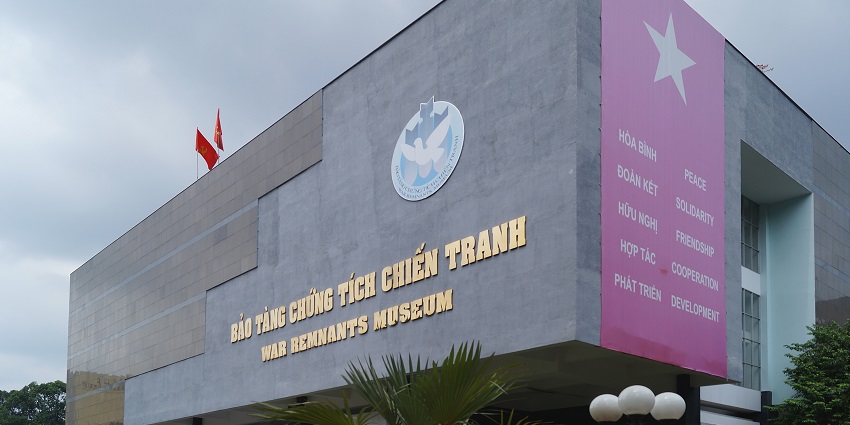 BẢO TÀNG CHỨNG TÍCH CHIẾN TRANH
WAR REMNANTS MUSEUM
HÒA BÌNH
ĐOÀN KẾT
HỮU NGHỊ
HỢP TÁC
PHÁT TRIỂN
PEACE
SOLIDARITY
FRIENDSHIP
COOPERATION
DEVELOPMENT